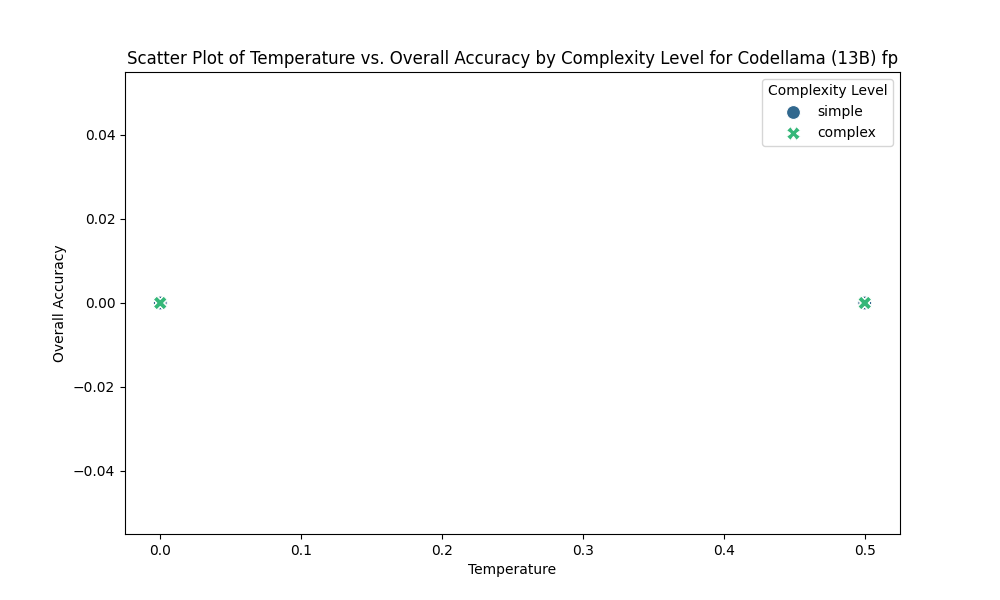 Scatter Plot of Temperature vs. Overall Accuracy by Complexity Level for Codellama (13B) fp
Complexity Level
simple
complex
0.04
0.02
0.00
−0.02
−0.04
Overall Accuracy
0.0 0.1 0.2 0.3 0.4 0.5
Temperature